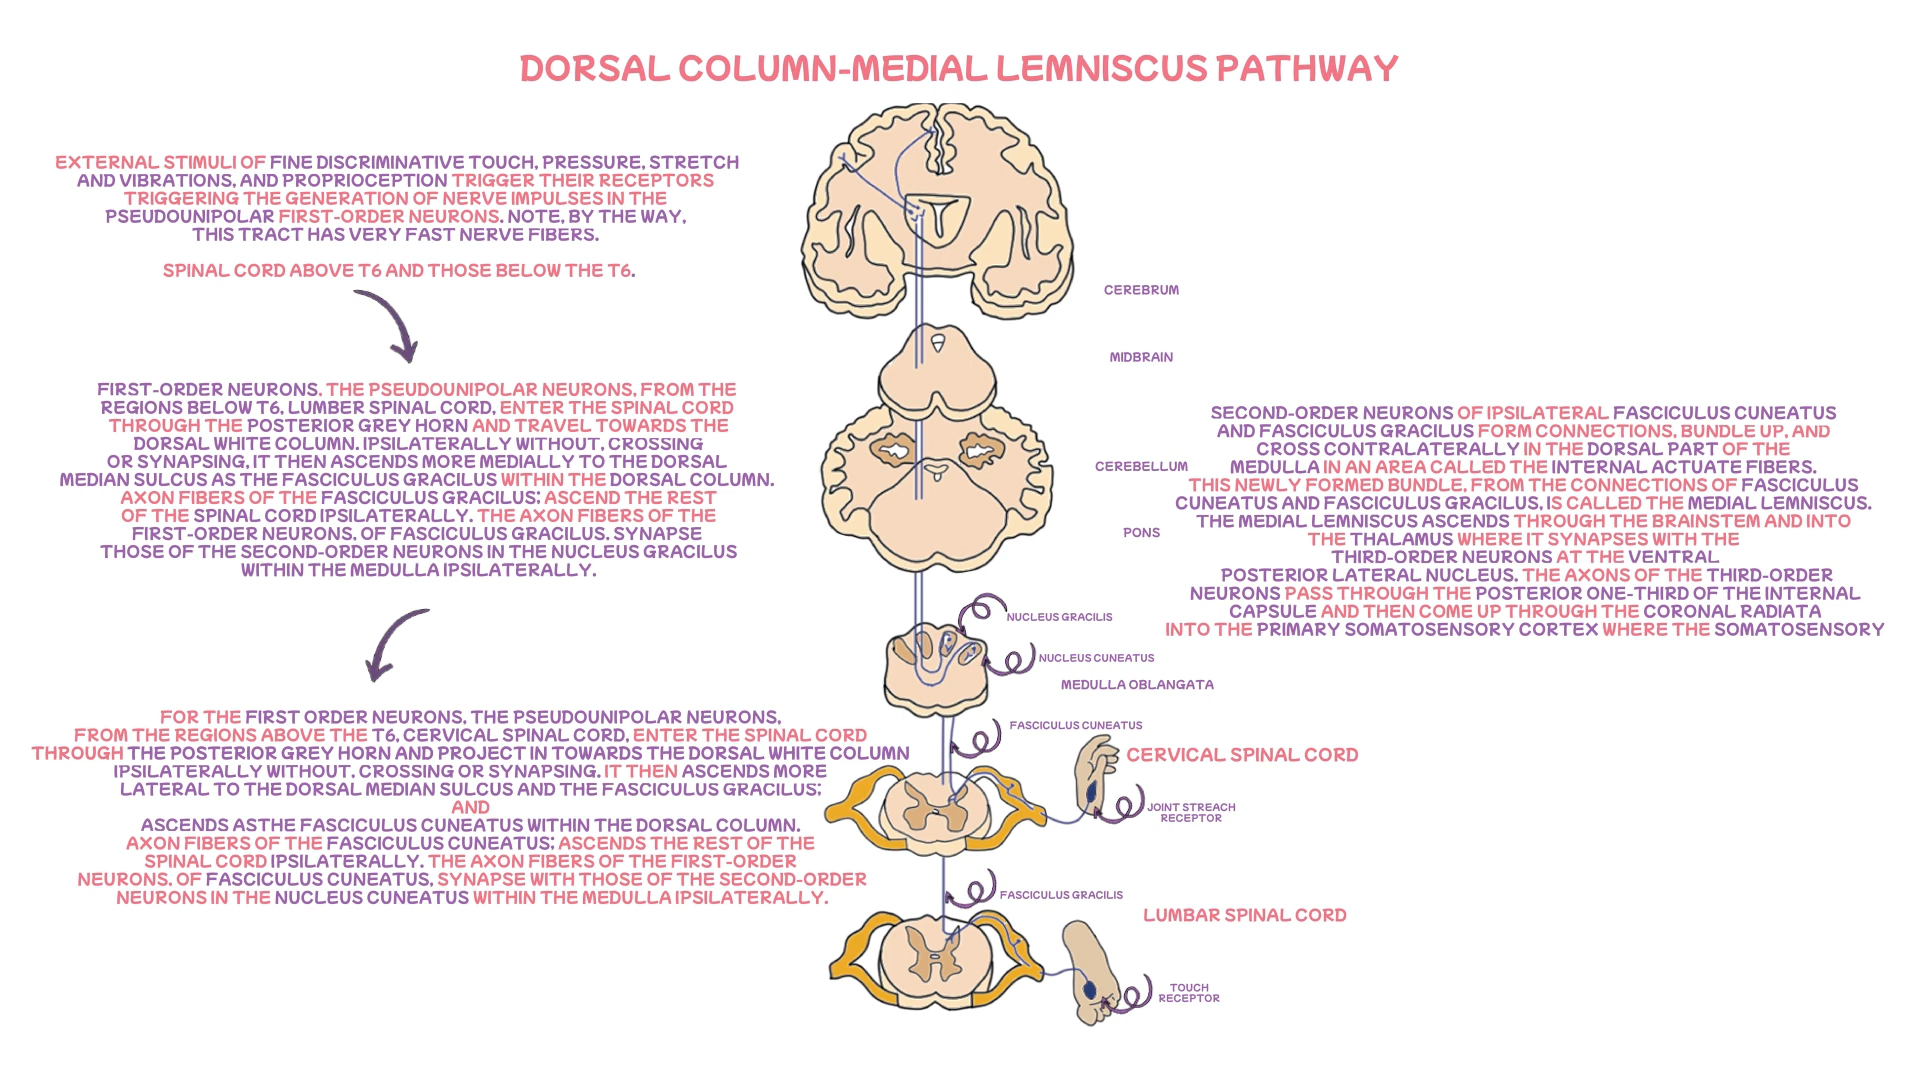 DORSAL COLUMN-MEDIAL LEMNISCUS PATHWAY
EXTERNAL STIMULI OF FINE DISCRIMINATIVE TOUCH, PRESSURE, STRETCH
AND VIBRATIONS, AND PROPRIOCEPTION TRIGGER THEIR RECEPTORS
TRIGGERING THE GENERATION OF NERVE IMPULSES IN THE
PSEUDOUNIPOLAR FIRST-ORDER NEURONS. NOTE, BY THE WAY,
THIS TRACT HAS VERY FAST NERVE FIBERS.
SPINAL CORD ABOVE T6 AND THOSE BELOW THE T6.
FIRST-ORDER NEURONS, THE PSEUDOUNIPOLAR NEURONS, FROM THE
REGIONS BELOW T6, LUMBER SPINAL CORD, ENTER THE SPINAL CORD
THROUGH THE POSTERIOR GREY HORN AND TRAVEL TOWARDS THE
DORSAL WHITE COLUMN. IPSILATERALLY WITHOUT, CROSSING
OR SYNAPSING, IT THEN ASCENDS MORE MEDIALLY TO THE DORSAL
MEDIAN SULCUS AS THE FASCICULUS GRACILUS WITHIN THE DORSAL COLUMN.
AXON FIBERS OF THE FASCICULUS GRACILUS; ASCEND THE REST
OF THE SPINAL CORD IPSILATERALLY. THE AXON FIBERS OF THE
FIRST-ORDER NEURONS, OF FASCICULUS GRACILUS, SYNAPSE
THOSE OF THE SECOND-ORDER NEURONS IN THE NUCLEUS GRACILUS
WITHIN THE MEDULLA IPSILATERALLY.
FOR THE FIRST ORDER NEURONS, THE PSEUDOUNIPOLAR NEURONS,
FROM THE REGIONS ABOVE THE T6, CERVICAL SPINAL CORD, ENTER THE SPINAL CORD
THROUGH THE POSTERIOR GREY HORN AND PROJECT IN TOWARDS THE DORSAL WHITE COLUMN
IPSILATERALLY WITHOUT, CROSSING OR SYNAPSING. IT THEN ASCENDS MORE
LATERAL TO THE DORSAL MEDIAN SULCUS AND THE FASCICULUS GRACILUS;
AND
ASCENDS ASTHE FASCICULUS CUNEATUS WITHIN THE DORSAL COLUMN.
AXON FIBERS OF THE FASCICULUS CUNEATUS; ASCENDS THE REST OF THE
SPINAL CORD IPSILATERALLY. THE AXON FIBERS OF THE FIRST-ORDER
NEURONS, OF FASCICULUS CUNEATUS, SYNAPSE WITH THOSE OF THE SECOND-ORDER
NEURONS IN THE NUCLEUS CUNEATUS WITHIN THE MEDULLA IPSILATERALLY.
CEREBRUM
MIDBRAIN
CEREBELLUM
PONS
NUCLEUS GRACILIS
NUCLEUS CUNEATUS
MEDULLA OBLANGATA
FASCICULUS CUNEATUS
CERVICAL SPINAL CORD
JOINT STREACH
RECEPTOR
FASCICULUS GRACILIS
LUMBAR SPINAL CORD
TOUCH
RECEPTOR
SECOND-ORDER NEURONS OF IPSILATERAL FASCICULUS CUNEATUS
AND FASCICULUS GRACILUS FORM CONNECTIONS, BUNDLE UP, AND
CROSS CONTRALATERALLY IN THE DORSAL PART OF THE
MEDULLA IN AN AREA CALLED THE INTERNAL ACTUATE FIBERS.
THIS NEWLY FORMED BUNDLE, FROM THE CONNECTIONS OF FASCICULUS
CUNEATUS AND FASCICULUS GRACILUS, IS CALLED THE MEDIAL LEMNISCUS.
THE MEDIAL LEMNISCUS ASCENDS THROUGH THE BRAINSTEM AND INTO
THE THALAMUS WHERE IT SYNAPSES WITH THE
THIRD-ORDER NEURONS AT THE VENTRAL
POSTERIOR LATERAL NUCLEUS. THE AXONS OF THE THIRD-ORDER
NEURONS PASS THROUGH THE POSTERIOR ONE-THIRD OF THE INTERNAL
CAPSULE AND THEN COME UP THROUGH THE CORONAL RADIATA
INTO THE PRIMARY SOMATOSENSORY CORTEX WHERE THE SOMATOSENSORY